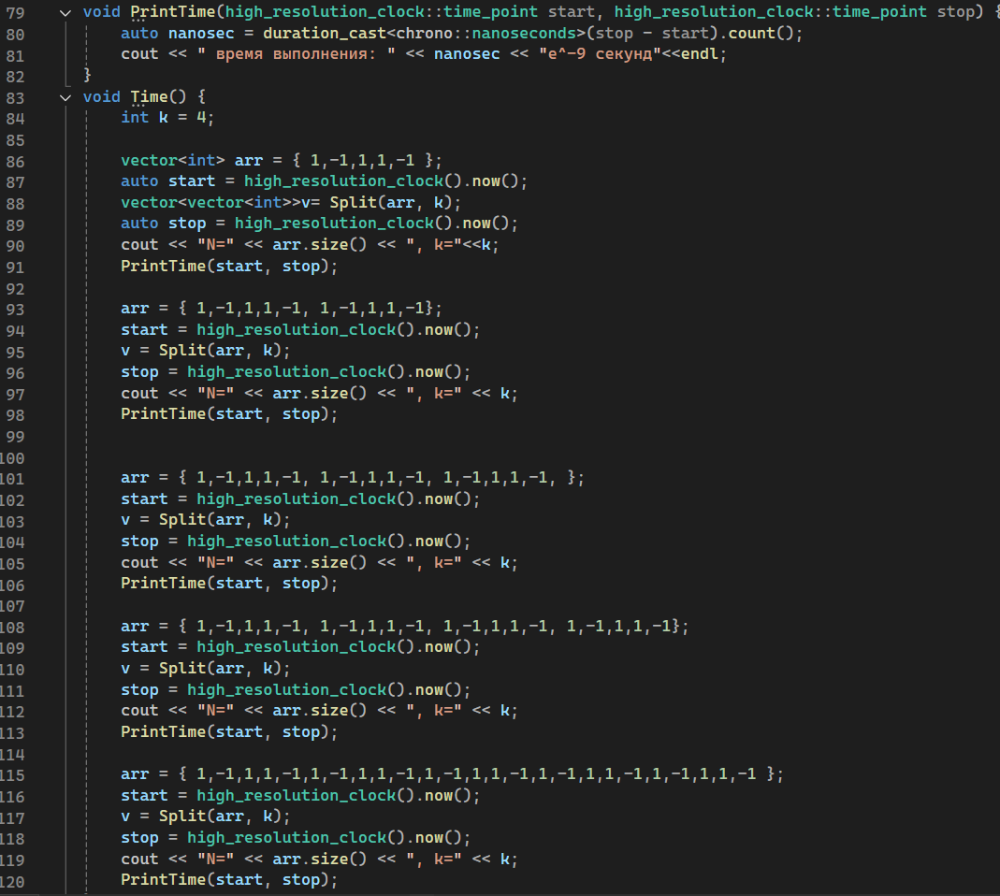 79 void PrintTime(high_resolution_clock::time_point start, high_resolution_clock::time_point stop) {
80 auto nanosec = duration_cast<chrono::nanoseconds>(stop - start).count();
81 cout << " время выполнения: " << nanosec << "e^-9 секунд"<<endl;
82 }
83 void Time() {
84 int k = 4;
85
86 vector<int> arr = { 1,-1,1,1,-1 };
87 auto start = high_resolution_clock().now();
88 vector<vector<int>>v= Split(arr, k);
89 auto stop = high_resolution_clock().now();
90 cout << "N=" << arr.size() << ", k="<<k;
91 PrintTime(start, stop);
92
93 arr = { 1,-1,1,1,-1, 1,-1,1,1,-1};
94 start = high_resolution_clock().now();
95 v = Split(arr, k);
96 stop = high_resolution_clock().now();
97 cout << "N=" << arr.size() << ", k=" << k;
98 PrintTime(start, stop);
99
100
101 arr = { 1,-1,1,1,-1, 1,-1,1,1,-1, 1,-1,1,1,-1, };
102 start = high_resolution_clock().now();
103 v = Split(arr, k);
104 stop = high_resolution_clock().now();
105 cout << "N=" << arr.size() << ", k=" << k;
106 PrintTime(start, stop);
107
108 arr = { 1,-1,1,1,-1, 1,-1,1,1,-1, 1,-1,1,1,-1, 1,-1,1,1,-1};
109 start = high_resolution_clock().now();
110 v = Split(arr, k);
111 stop = high_resolution_clock().now();
112 cout << "N=" << arr.size() << ", k=" << k;
113 PrintTime(start, stop);
114
115 arr = { 1,-1,1,1,-1,1,-1,1,1,-1,1,-1,1,1,-1,1,-1,1,1,-1,1,-1,1,1,-1 };
116 start = high_resolution_clock().now();
117 v = Split(arr, k);
118 stop = high_resolution_clock().now();
119 cout << "N=" << arr.size() << ", k=" << k;
120 PrintTime(start, stop);